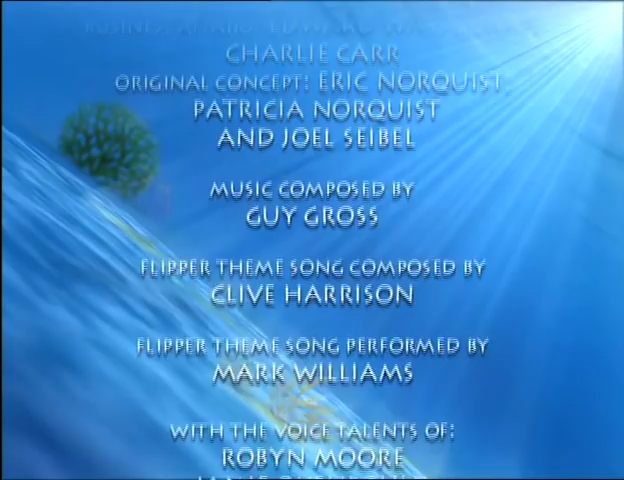 CHARLIE CARR
ORIGINAL CONCEPT: ERIC NORQUIST
PATRICIA NORQUIST
AND JOEL SEIBEL
MUSIC COMPOSED BY
GUY GROSS
FLIPPER THEME SONG COMPOSED BY
CLIVE HARRISON
FLIPPER THEME SONG PERFORMED BY
MARK WILLIAMS
WITH THE VOICE TALENTS OF:
ROBYN MOORE